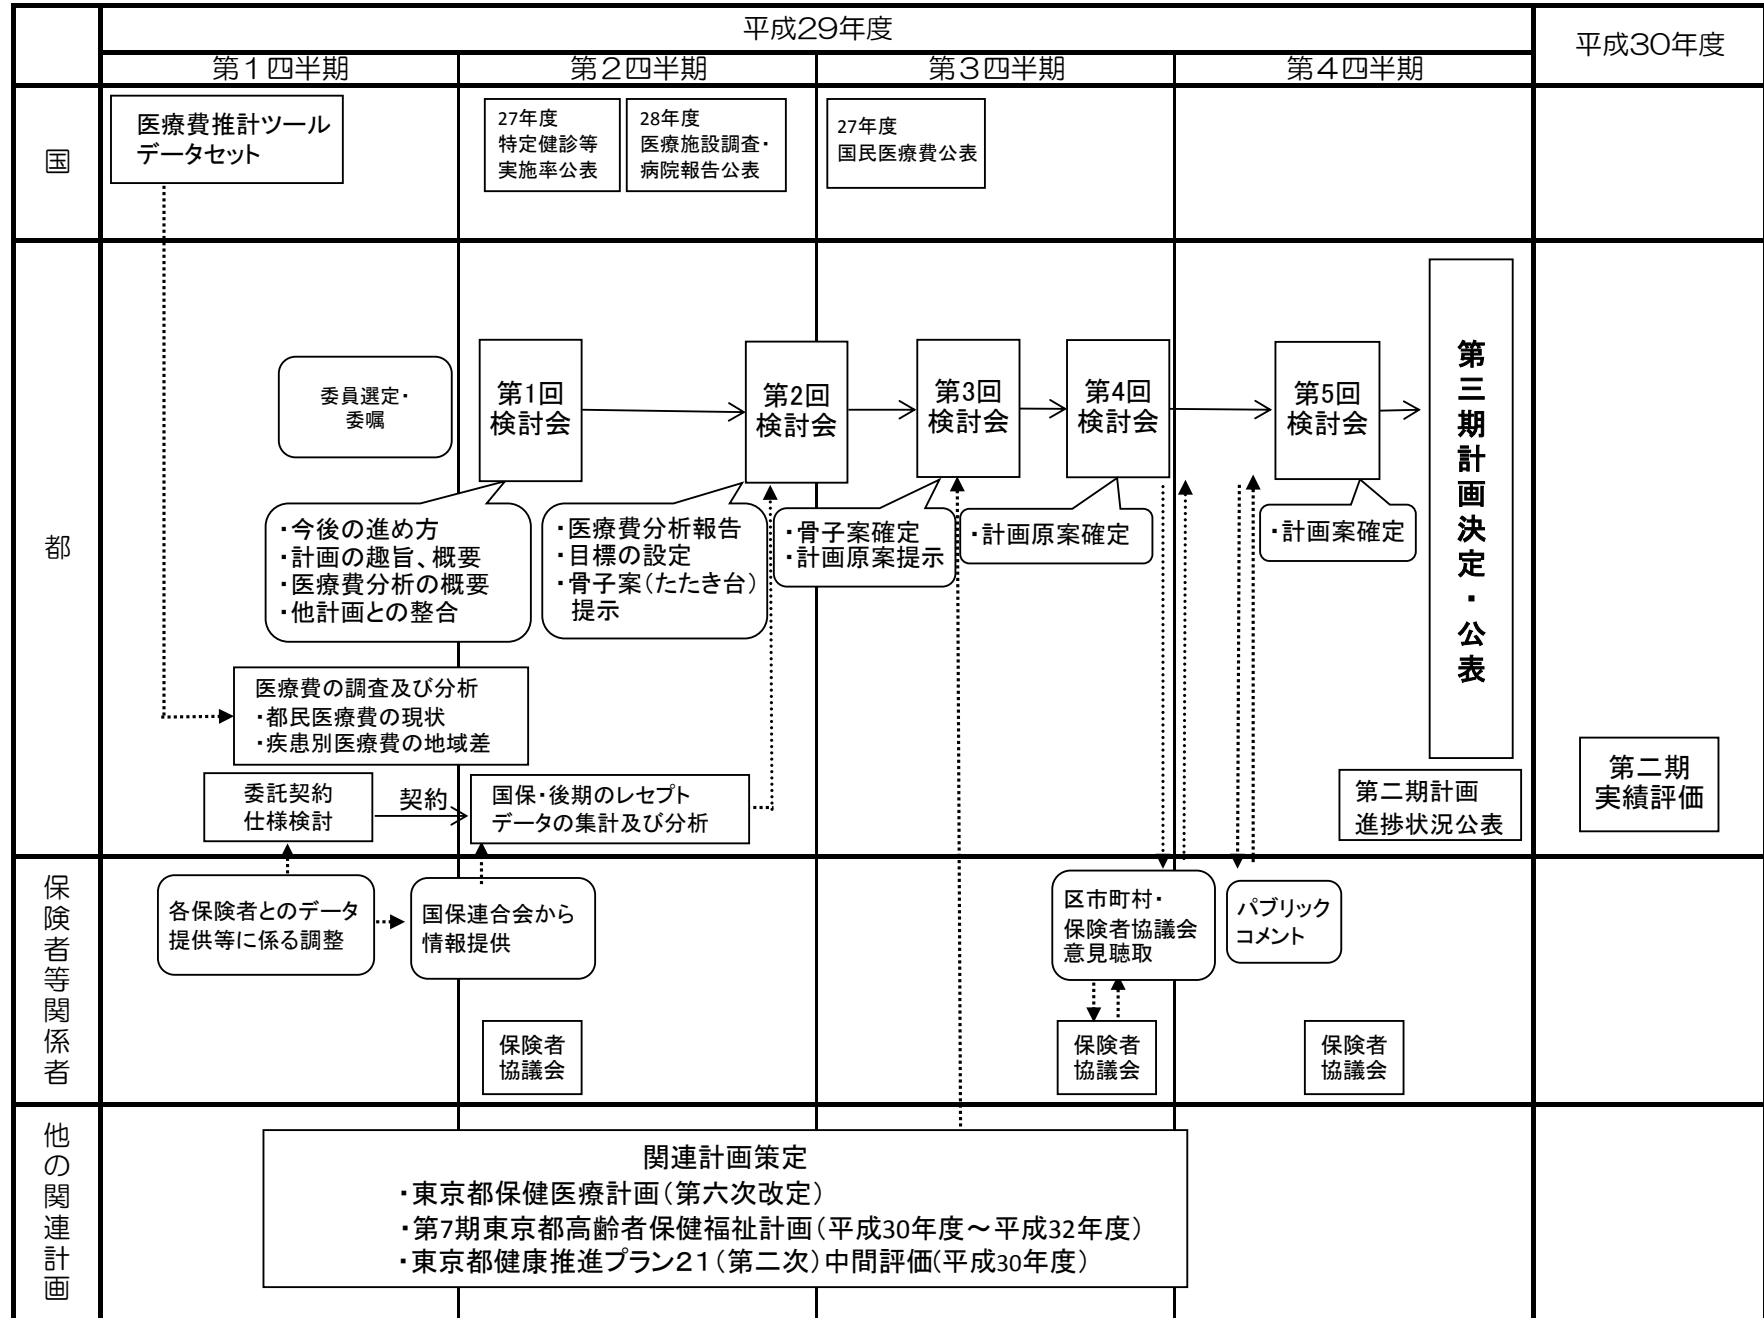 平成29年度
平成30年度
第1四半期
第2四半期
第3四半期
第4四半期
国
医療費推計ツール
データセット
27年度
特定健診等
実施率公表
28年度
医療施設調査・
病院報告公表
27年度
国民医療費公表
都
委員選定・
委嘱
第1回
検討会
第2回
検討会
第3回
検討会
第4回
検討会
第5回
検討会
第三期計画決定・公表
・今後の進め方
・計画の趣旨、概要
・医療費分析の概要
・他計画との整合
・医療費分析報告
・目標の設定
・骨子案（たたき台）
提示
・骨子案確定
・計画原案提示
・計画原案確定
・計画案確定
医療費の調査及び分析
・都民医療費の現状
・疾患別医療費の地域差
委託契約
仕様検討
契約
国保・後期のレセプト
データの集計及び分析
第二期計画
進捗状況公表
第二期
実績評価
保険者等関係者
各保険者とのデータ
提供等に係る調整
国保連合会から
情報提供
区市町村・
保険者協議会
意見聴取
パブリック
コメント
保険者
協議会
保険者
協議会
保険者
協議会
他の関連計画
関連計画策定
・東京都保健医療計画（第六次改定）
・第7期東京都高齢者保健福祉計画（平成30年度～平成32年度）
・東京都健康推進プラン２１（第二次）中間評価(平成30年度）